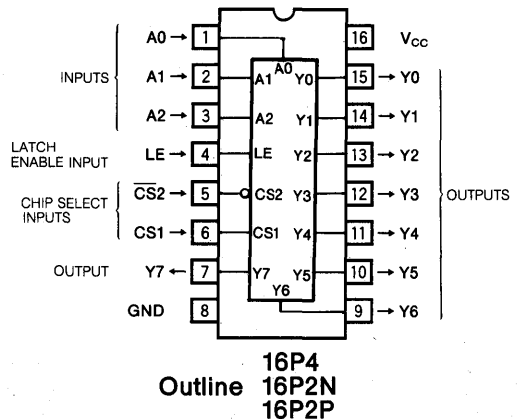 A0 → 1 16 VCC
INPUTS A1 → 2 A1 A0 Y0 15 → Y0
A2 → 3 A2 Y1 14 → Y1
LATCH ENABLE INPUT LE → 4 LE Y2 13 → Y2
CHIP SELECT INPUTS C̅S̅2 → 5 CS2 Y3 12 → Y3 OUTPUTS
CS1 → 6 CS1 Y4 11 → Y4
OUTPUT Y7 ← 7 Y7 Y5 10 → Y5
GND 8 Y6 9 → Y6
16P4
Outline 16P2N
16P2P